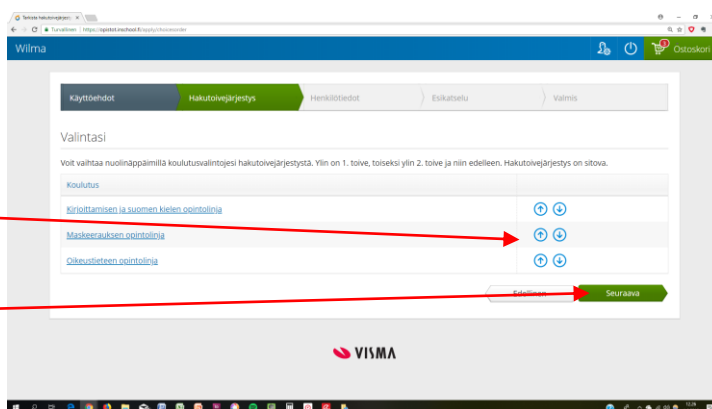 Turvallinen | https://opistot.inschool.fi/apply/choiceorder
Wilma
Ostoskori
Käyttöehdot
Hakutoivejärjestys
Henkilötiedot
Esikatselu
Valmis
Valintasi
Voit vaihtaa nuolinäppäimillä koulutusvalintojesi hakutoivejärjestystä. Ylin on 1. toive, toiseksi ylin 2. toive ja niin edelleen. Hakutoivejärjestys on sitova.
Koulutus
Kirjoittamisen ja suomen kielen opintolinja
Maskeerauksen opintolinja
Oikeustieteen opintolinja
Edellinen
Seuraava
VISMA